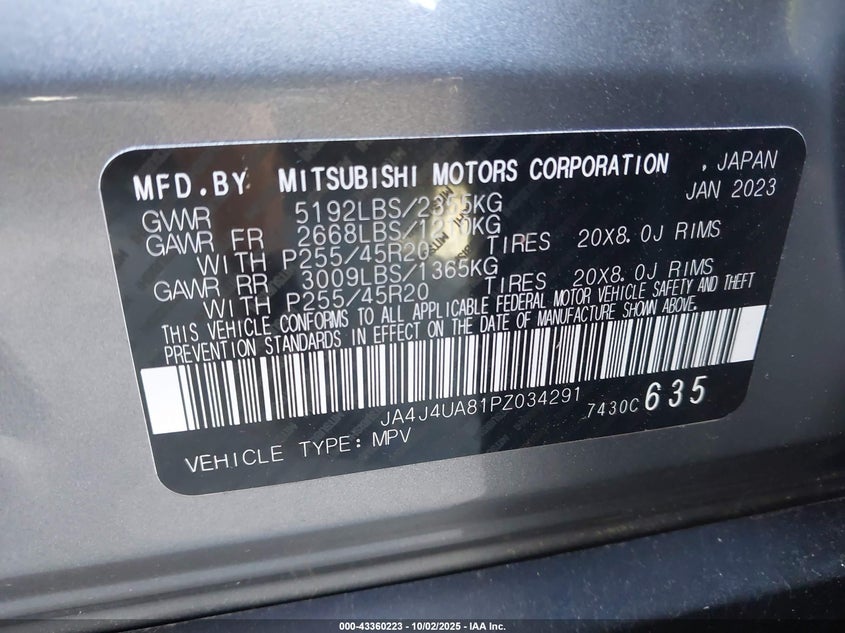 MFD.BY MITSUBISHI MOTORS CORPORATION , JAPAN
JAN 2023
GVWR 5192LBS/2355KG
GAWR FR 2668LBS/1210KG
WITH P255/45R20 TIRES 20X8.0J RIMS
GAWR RR 3009LBS/1365KG
WITH P255/45R20 TIRES 20X8.0J RIMS
THIS VEHICLE CONFORMS TO ALL APPLICABLE FEDERAL MOTOR VEHICLE SAFETY AND THEFT
PREVENTION STANDARDS IN EFFECT ON THE DATE OF MANUFACTURE SHOWN ABOVE.
JA4J4UA81PZ034291 7430C 635
VEHICLE TYPE: MPV
000-43360223 - 10/02/2025 - IAA Inc.